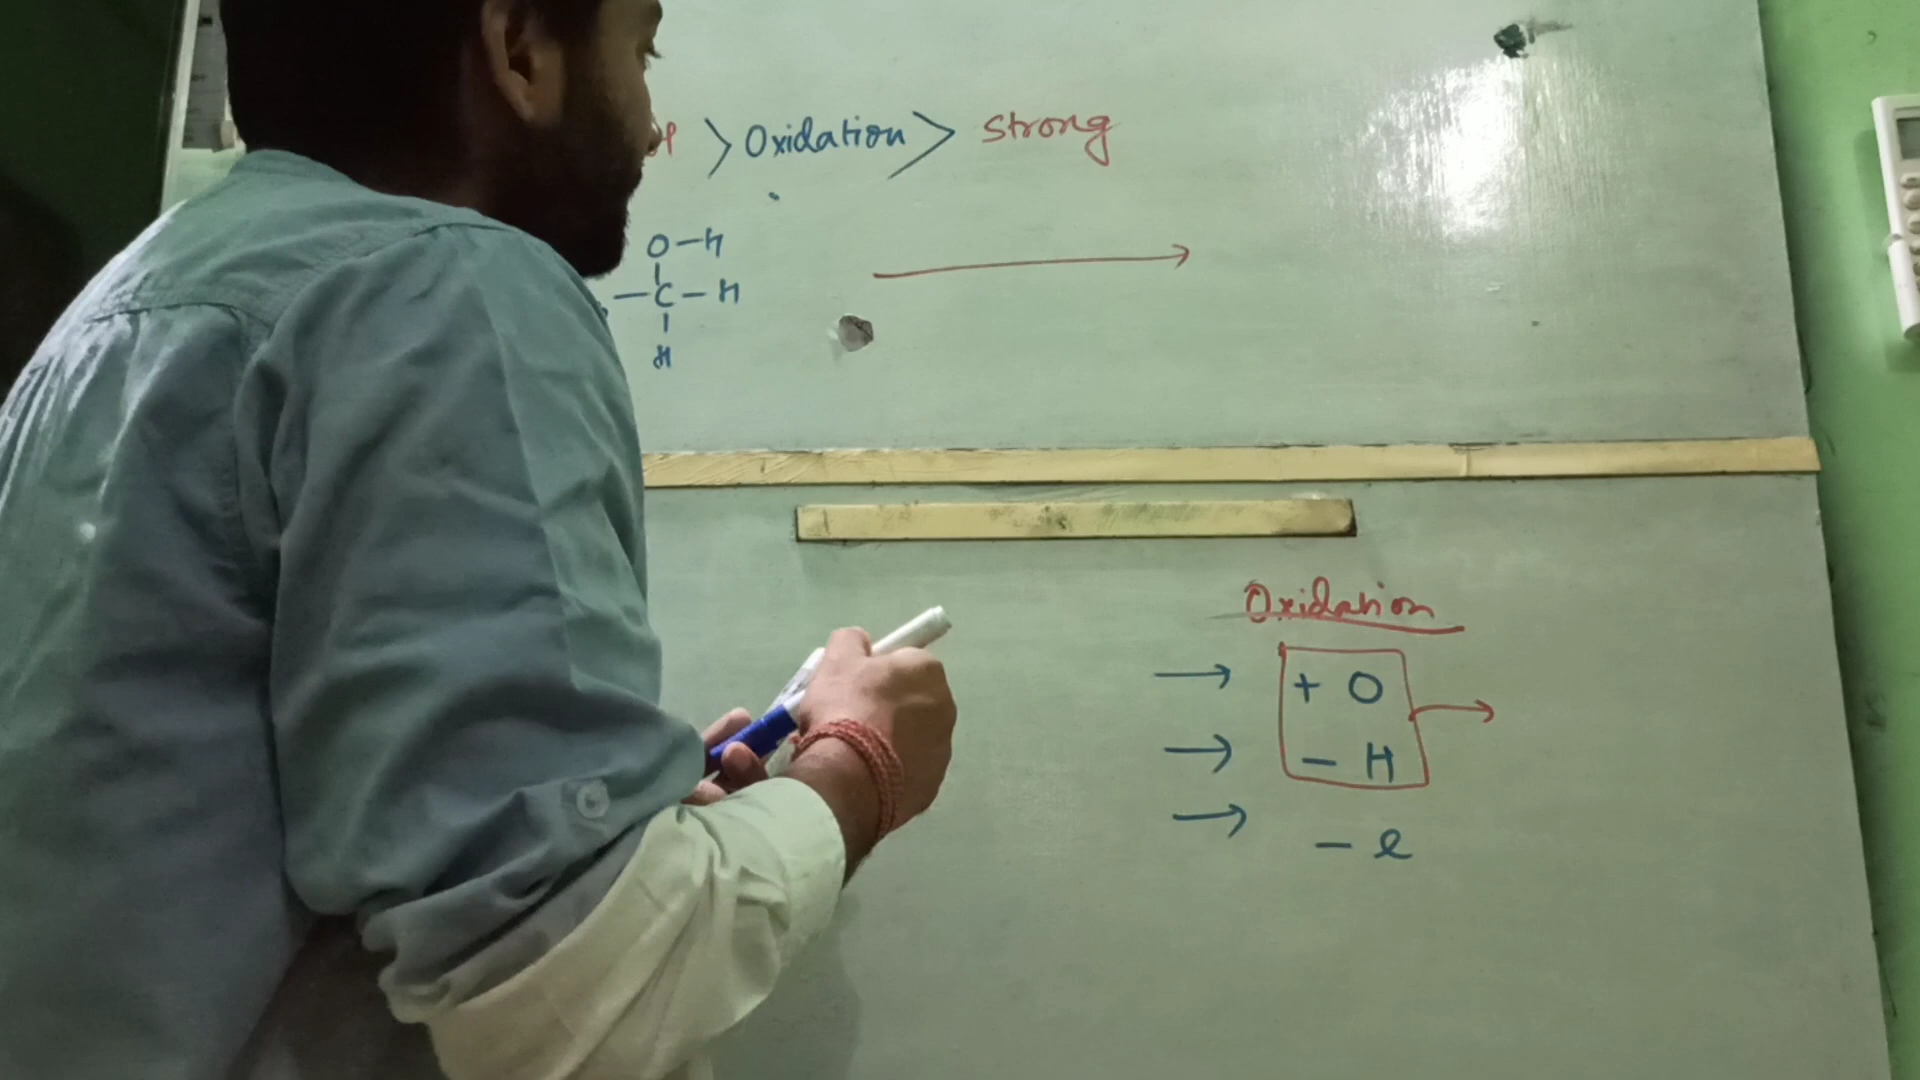 > Oxidation > strong
O-H
-C-H
H
Oxidation
→ + O →
→ - H
→ - e